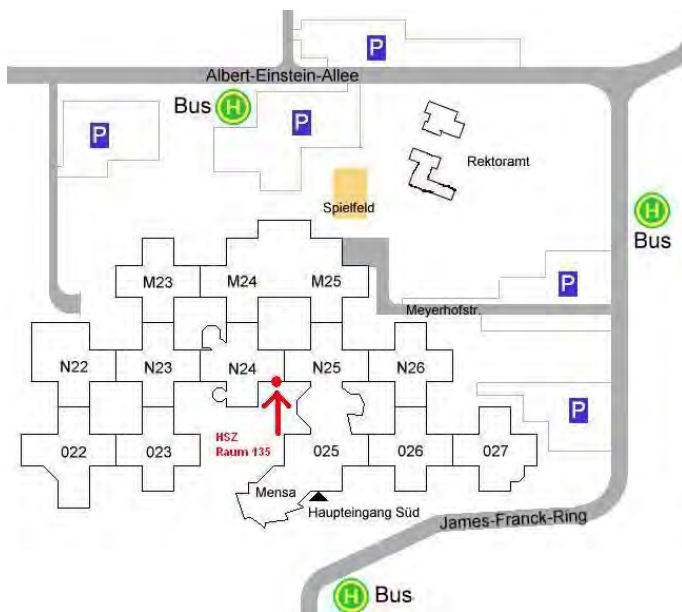 P
Albert-Einstein-Allee
Bus H
P
P
Rektoramt
Spielfeld
H
Bus
M23
M24
M25
P
Meyerhofstr.
N22
N23
N24
N25
N26
P
HSZ
Raum 135
022
023
025
026
027
Mensa
Haupteingang Süd
James-Franck-Ring
H Bus